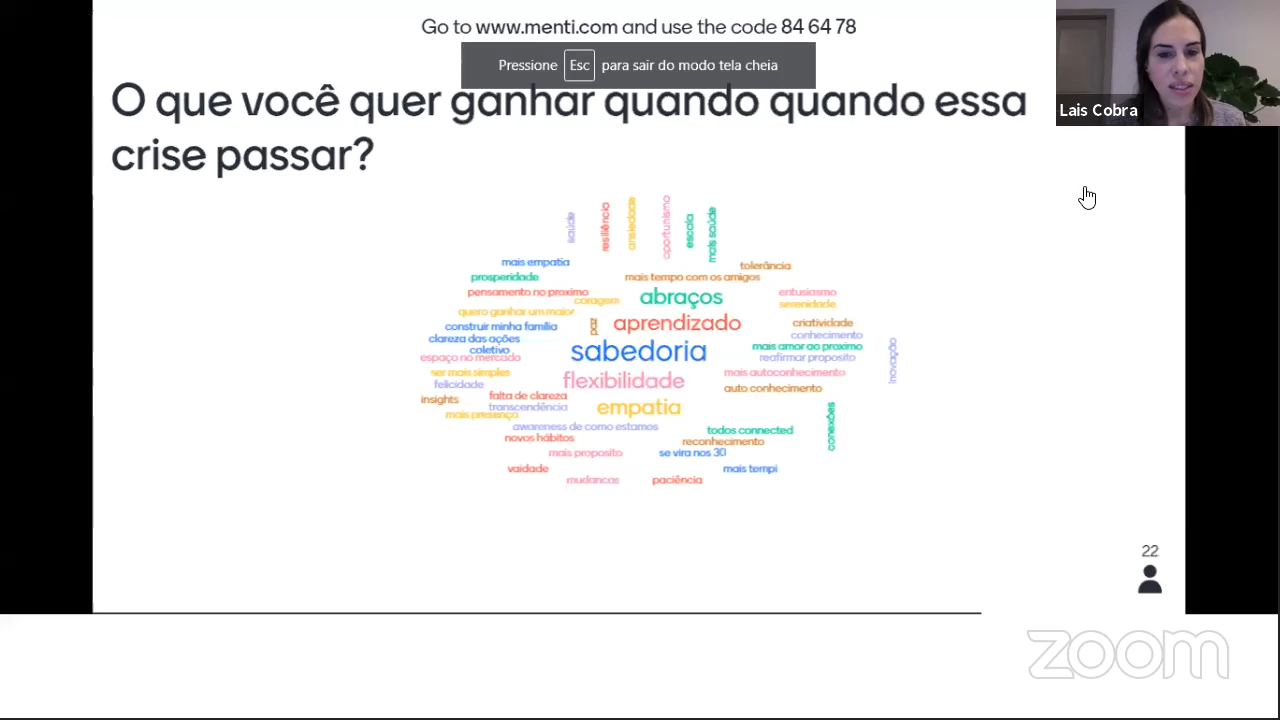 Go to www.menti.com and use the code 84 64 78
Pressione Esc para sair do modo tela cheia
O que você quer ganhar quando quando essa
crise passar?
Lais Cobra
saúde
resiliência
ansiedade
oportunismo
escala
mais saúde
mais empatia
tolerância
prosperidade
mais tempo com os amigos
pensamento no proximo
coragem
abraços
entusiasmo
serenidade
quero ganhar um maior
construir minha família
paz
aprendizado
criatividade
conhecimento
clareza das ações
coletivo
sabedoria
mais amor ao proximo
reafirmar proposito
inovação
espaço no mercado
ser mais simples
felicidade
flexibilidade
mais autoconhecimento
auto conhecimento
insights
falta de clareza
transcendência
mais presença
empatia
conexões
awareness de como estamos
todos connected
novos hábitos
reconhecimento
mais proposito
se vira nos 30
vaidade
mais tempi
mudancas
paciência
22
zoom